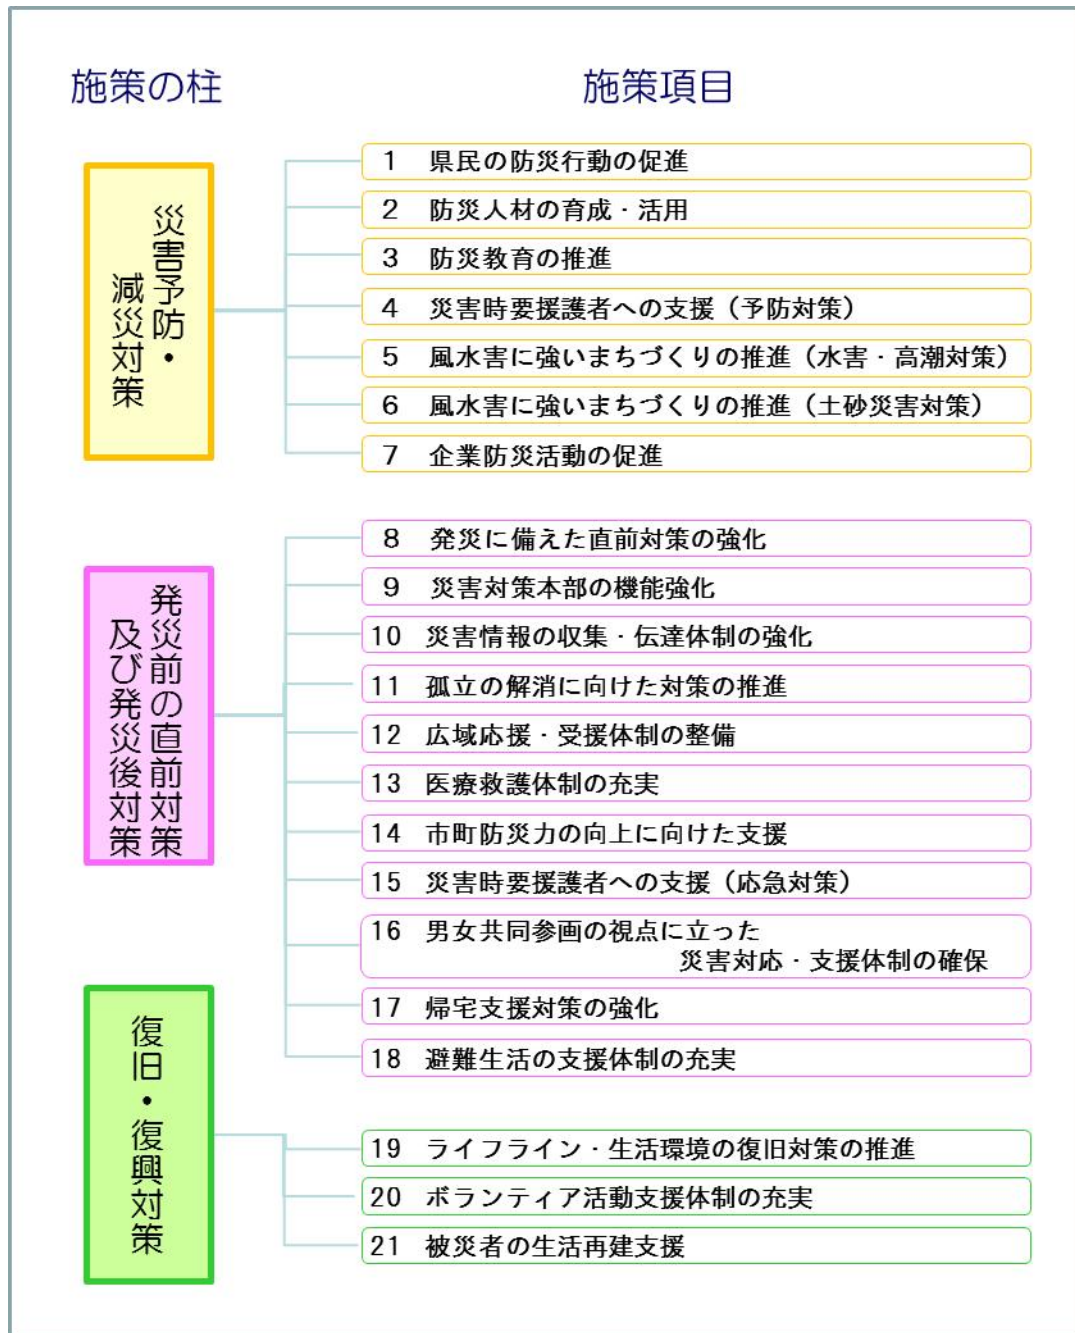 施策の柱
施策項目
災害予防・
減災対策
1 県民の防災行動の促進
2 防災人材の育成・活用
3 防災教育の推進
4 災害時要援護者への支援（予防対策）
5 風水害に強いまちづくりの推進（水害・高潮対策）
6 風水害に強いまちづくりの推進（土砂災害対策）
7 企業防災活動の促進
発災前の直前対策
及び発災後対策
8 発災に備えた直前対策の強化
9 災害対策本部の機能強化
10 災害情報の収集・伝達体制の強化
11 孤立の解消に向けた対策の推進
12 広域応援・受援体制の整備
13 医療救護体制の充実
14 市町防災力の向上に向けた支援
15 災害時要援護者への支援（応急対策）
16 男女共同参画の視点に立った
災害対応・支援体制の確保
17 帰宅支援対策の強化
18 避難生活の支援体制の充実
復旧・復興対策
19 ライフライン・生活環境の復旧対策の推進
20 ボランティア活動支援体制の充実
21 被災者の生活再建支援